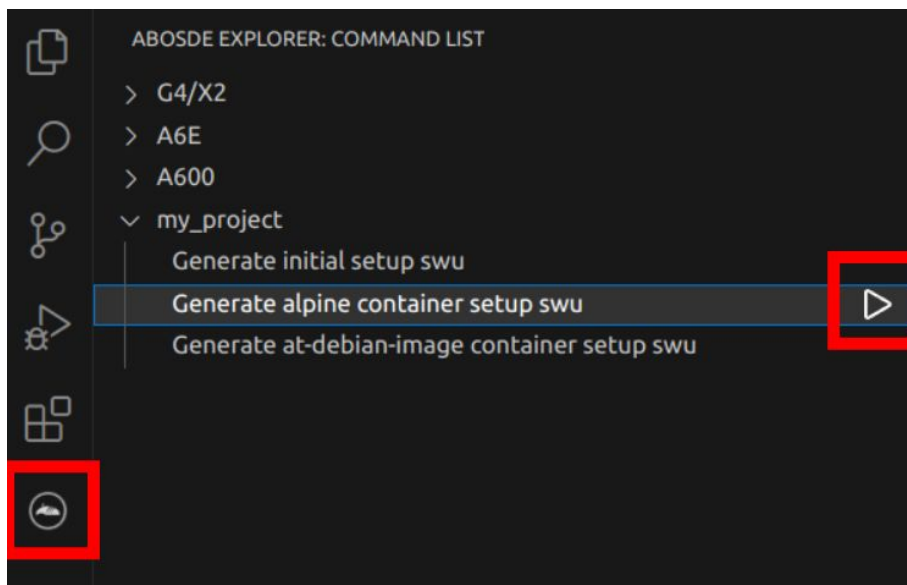 ABOSDE EXPLORER: COMMAND LIST
G4/X2
A6E
A600
my_project
Generate initial setup swu
Generate alpine container setup swu
Generate at-debian-image container setup swu